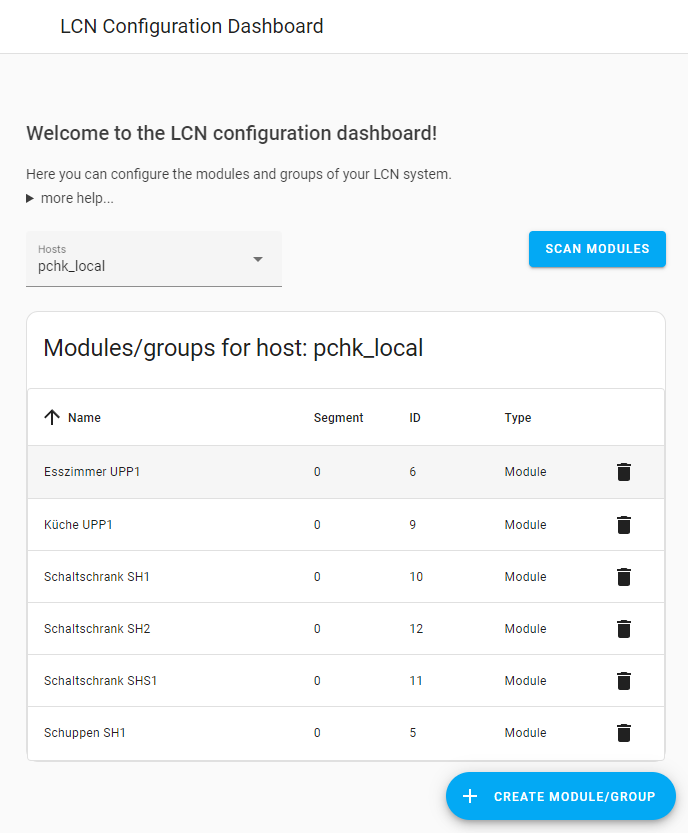 LCN Configuration Dashboard
Welcome to the LCN configuration dashboard!
Here you can configure the modules and groups of your LCN system.
more help...
Hosts
pchk_local
SCAN MODULES
Modules/groups for host: pchk_local
Name Segment ID Type
Esszimmer UPP1 0 6 Module
Küche UPP1 0 9 Module
Schaltschrank SH1 0 10 Module
Schaltschrank SH2 0 12 Module
Schaltschrank SHS1 0 11 Module
Schuppen SH1 0 5 Module
CREATE MODULE/GROUP